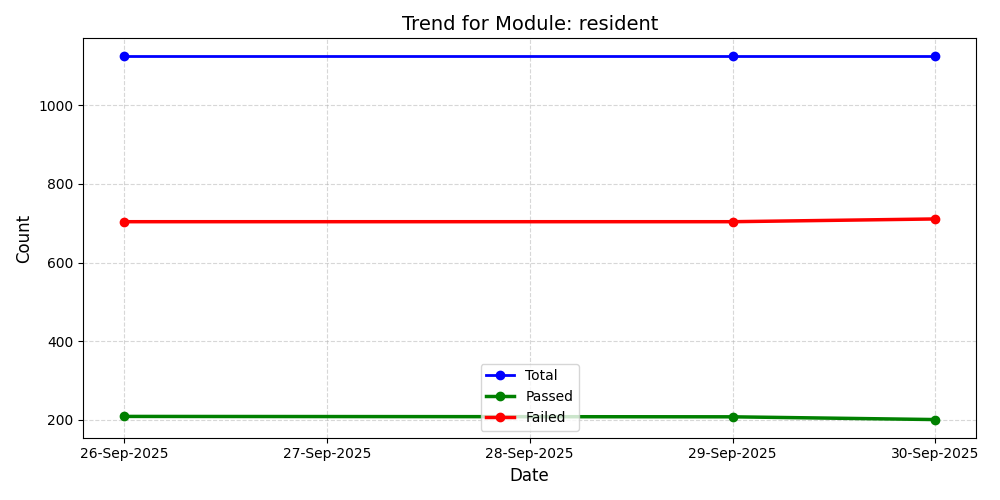 Trend for Module: resident
Count
1000
800
600
400
200
Total
Passed
Failed
26-Sep-2025 27-Sep-2025 28-Sep-2025 29-Sep-2025 30-Sep-2025
Date